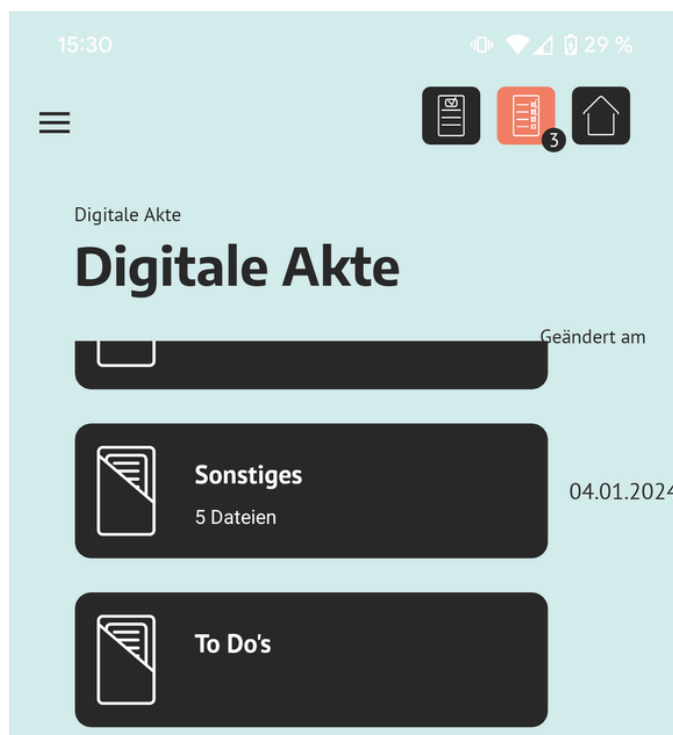 15:30
29 %
3
Digitale Akte
Digitale Akte
Geändert am
Sonstiges
5 Dateien
04.01.2024
To Do's